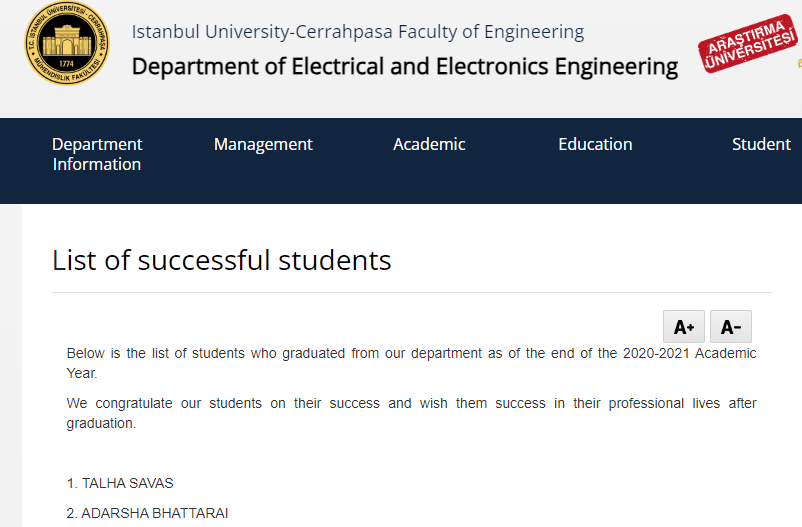 T.C. İSTANBUL ÜNİVERSİTESİ - CERRAHPAŞA
MÜHENDİSLİK FAKÜLTESİ
1774
Istanbul University-Cerrahpasa Faculty of Engineering
Department of Electrical and Electronics Engineering
ARAŞTIRMA
ÜNİVERSİTESİ
Department Management Academic Education Student
Information
List of successful students
A+ A-
Below is the list of students who graduated from our department as of the end of the 2020-2021 Academic
Year.
We congratulate our students on their success and wish them success in their professional lives after
graduation.
1. TALHA SAVAS
2. ADARSHA BHATTARAI